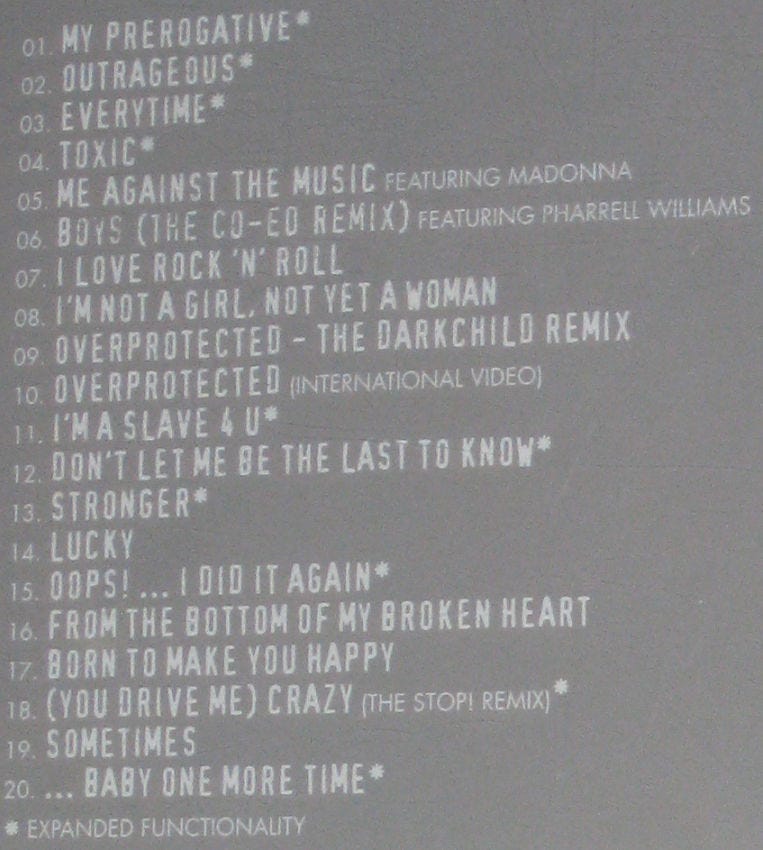 01. MY PREROGATIVE*
02. OUTRAGEOUS*
03. EVERYTIME*
04. TOXIC*
05. ME AGAINST THE MUSIC FEATURING MADONNA
06. BOYS (THE CO-ED REMIX) FEATURING PHARRELL WILLIAMS
07. I LOVE ROCK 'N' ROLL
08. I'M NOT A GIRL, NOT YET A WOMAN
09. OVERPROTECTED - THE DARKCHILD REMIX
10. OVERPROTECTED (INTERNATIONAL VIDEO)
11. I'M A SLAVE 4 U*
12. DON'T LET ME BE THE LAST TO KNOW*
13. STRONGER*
14. LUCKY
15. OOPS! ... I DID IT AGAIN*
16. FROM THE BOTTOM OF MY BROKEN HEART
17. BORN TO MAKE YOU HAPPY
18. (YOU DRIVE ME) CRAZY (THE STOP! REMIX)*
19. SOMETIMES
20. ... BABY ONE MORE TIME*
* EXPANDED FUNCTIONALITY